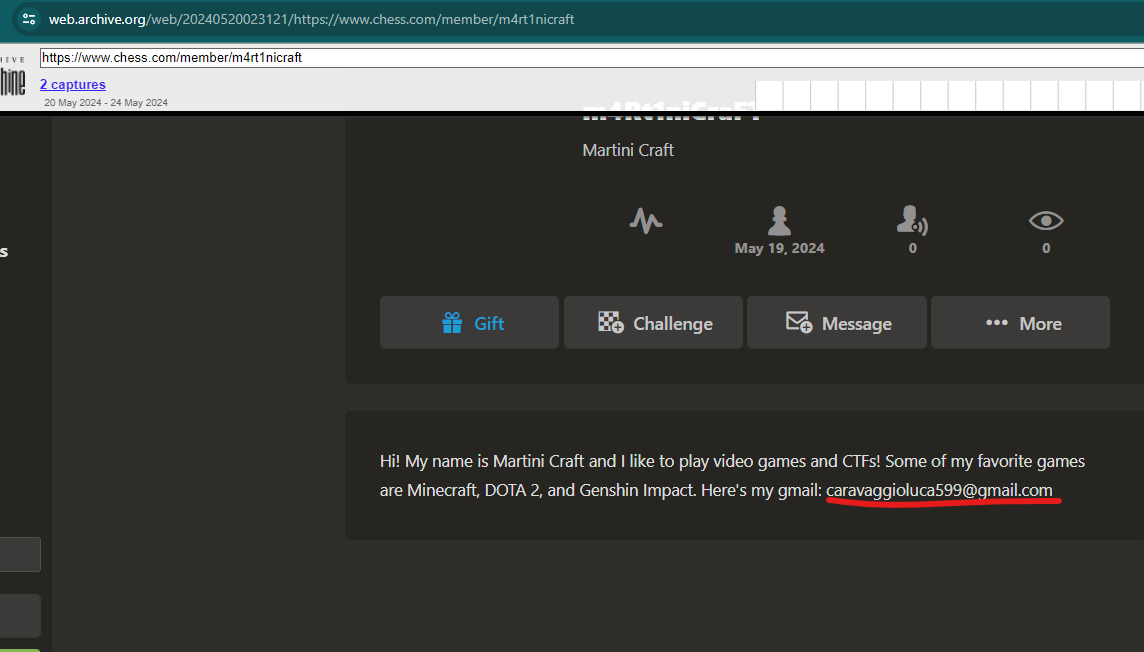 web.archive.org/web/20240520023121/https://www.chess.com/member/m4rt1nicraft
https://www.chess.com/member/m4rt1nicraft
2 captures
20 May 2024 - 24 May 2024
m4Rt1niCraFT
Martini Craft
s
May 19, 2024
0
0
Gift
Challenge
Message
More
Hi! My name is Martini Craft and I like to play video games and CTFs! Some of my favorite games
are Minecraft, DOTA 2, and Genshin Impact. Here's my gmail: caravaggioluca599@gmail.com